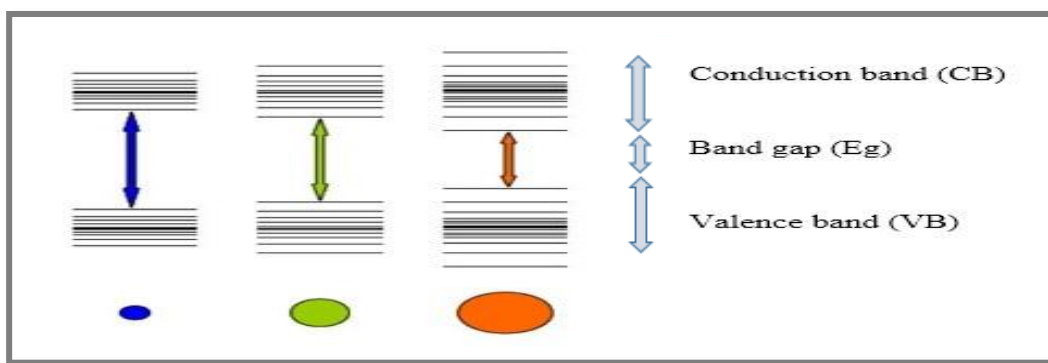 Conduction band (CB)
Band gap (Eg)
Valence band (VB)